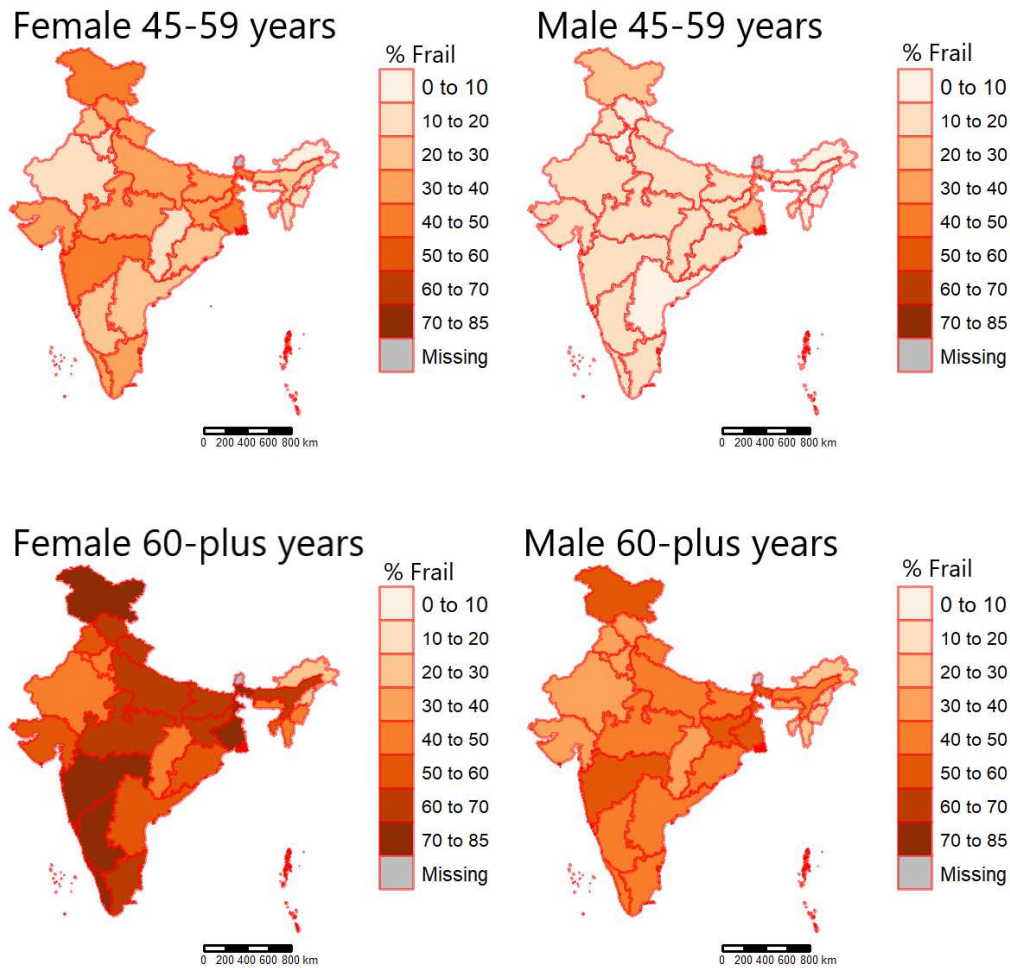 Female 45-59 years
% Frail
0 to 10
10 to 20
20 to 30
30 to 40
40 to 50
50 to 60
60 to 70
70 to 85
Missing
0 200 400 600 800 km
Male 45-59 years
% Frail
0 to 10
10 to 20
20 to 30
30 to 40
40 to 50
50 to 60
60 to 70
70 to 85
Missing
0 200 400 600 800 km
Female 60-plus years
% Frail
0 to 10
10 to 20
20 to 30
30 to 40
40 to 50
50 to 60
60 to 70
70 to 85
Missing
0 200 400 600 800 km
Male 60-plus years
% Frail
0 to 10
10 to 20
20 to 30
30 to 40
40 to 50
50 to 60
60 to 70
70 to 85
Missing
0 200 400 600 800 km